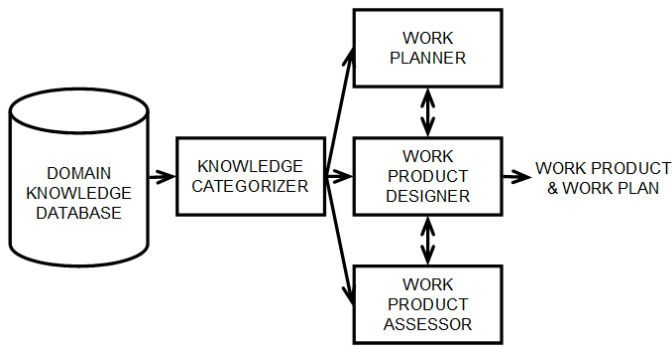 DOMAIN
KNOWLEDGE
DATABASE
KNOWLEDGE
CATEGORIZER
WORK
PLANNER
WORK
PRODUCT
DESIGNER
WORK
PRODUCT
ASSESSOR
WORK PRODUCT
& WORK PLAN